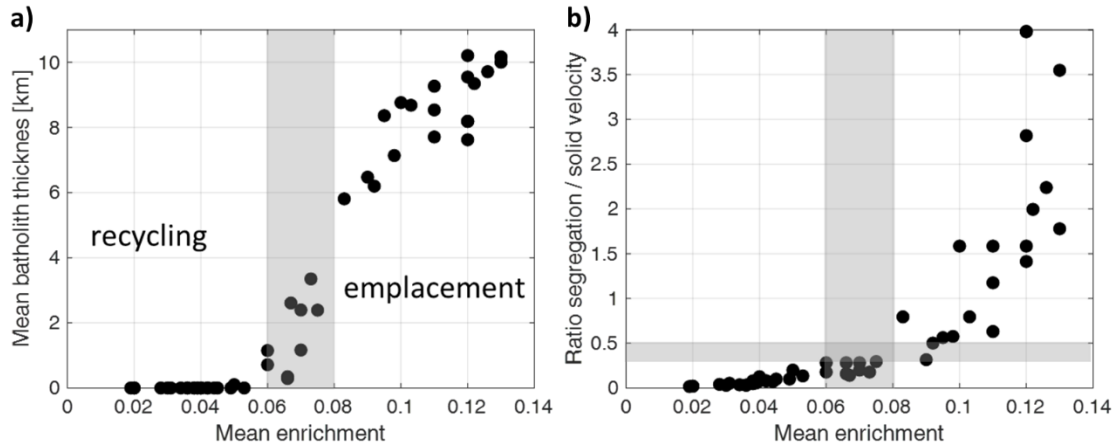 a)
Mean batholith thicknes [km]
10
8
6
4
2
0
recycling
emplacement
0 0.02 0.04 0.06 0.08 0.1 0.12 0.14
Mean enrichment
b)
Ratio segregation / solid velocity
4
3.5
3
2.5
2
1.5
1
0.5
0
0 0.02 0.04 0.06 0.08 0.1 0.12 0.14
Mean enrichment